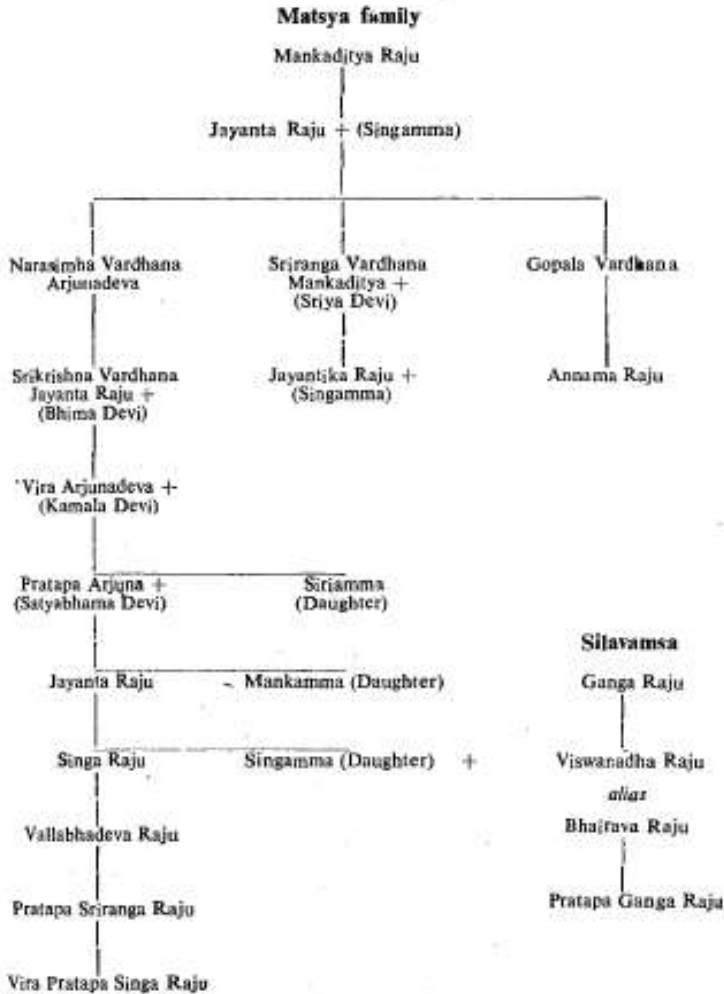 Matsya family
Mankaditya Raju
Jayanta Raju + (Singamma)
Narasimha Vardhana
Arjunadeva
Sriranga Vardhana
Mankaditya +
(Sriya Devi)
Gopala Vardhana
Srikrishna Vardhana
Jayanta Raju +
(Bhima Devi)
Jayantika Raju +
(Singamma)
Annama Raju
Vira Arjunadeva +
(Kamala Devi)
Pratapa Arjuna +
(Satyabhama Devi)
Siriamma
(Daughter)
Silavamsa
Jayanta Raju
Mankamma (Daughter)
Ganga Raju
Singa Raju
Singamma (Daughter) +
Viswanadha Raju
alias
Bhairava Raju
Vallabhadeva Raju
Pratapa Ganga Raju
Pratapa Sriranga Raju
Vira Pratapa Singa Raju